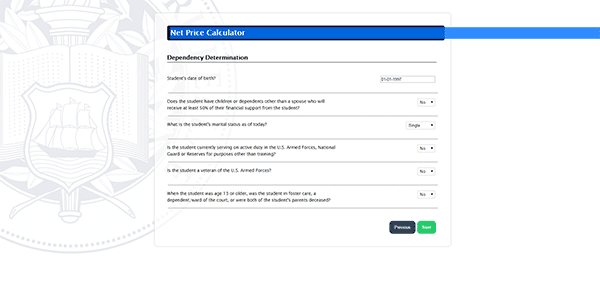 Net Price Calculator
Dependency Determination
Student's date of birth?
01-01-1997
Does the student have children or dependents other than a spouse who will
receive at least 50% of their financial support from the student?
No
What is the student's marital status as of today?
Single
Is the student currently serving on active duty in the U.S. Armed Forces, National
Guard or Reserves for purposes other than training?
No
Is the student a veteran of the U.S. Armed Forces?
No
When the student was age 13 or older, was the student in foster care, a
dependent, ward of the court, or were both of the student's parents deceased?
No
Previous Next